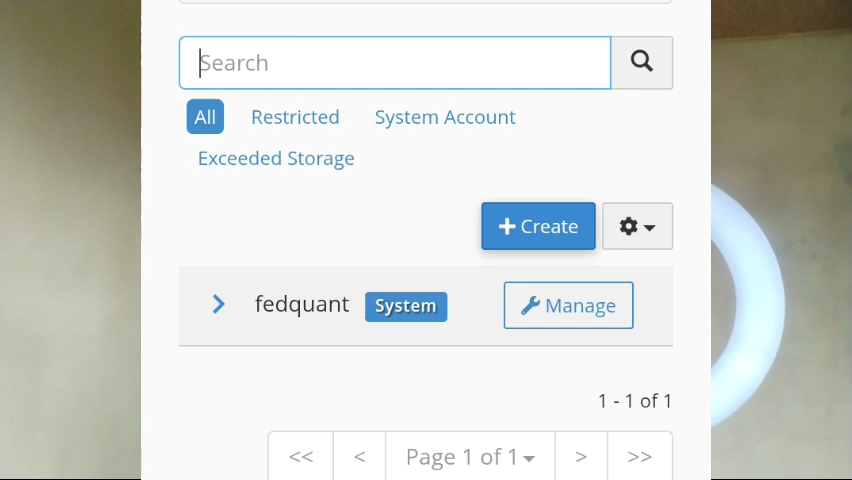 Search
All Restricted System Account
Exceeded Storage
Create
fedquant System Manage
1 - 1 of 1
<< < Page 1 of 1 > >>